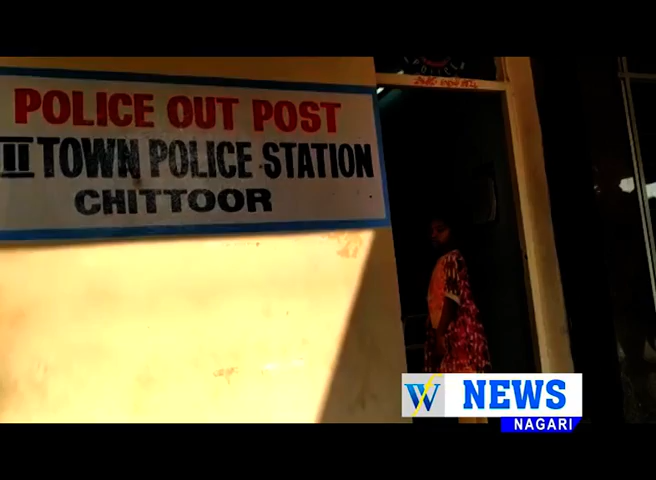 POLICE OUT POST
II TOWN POLICE STATION
CHITTOOR
W NEWS
NAGARI